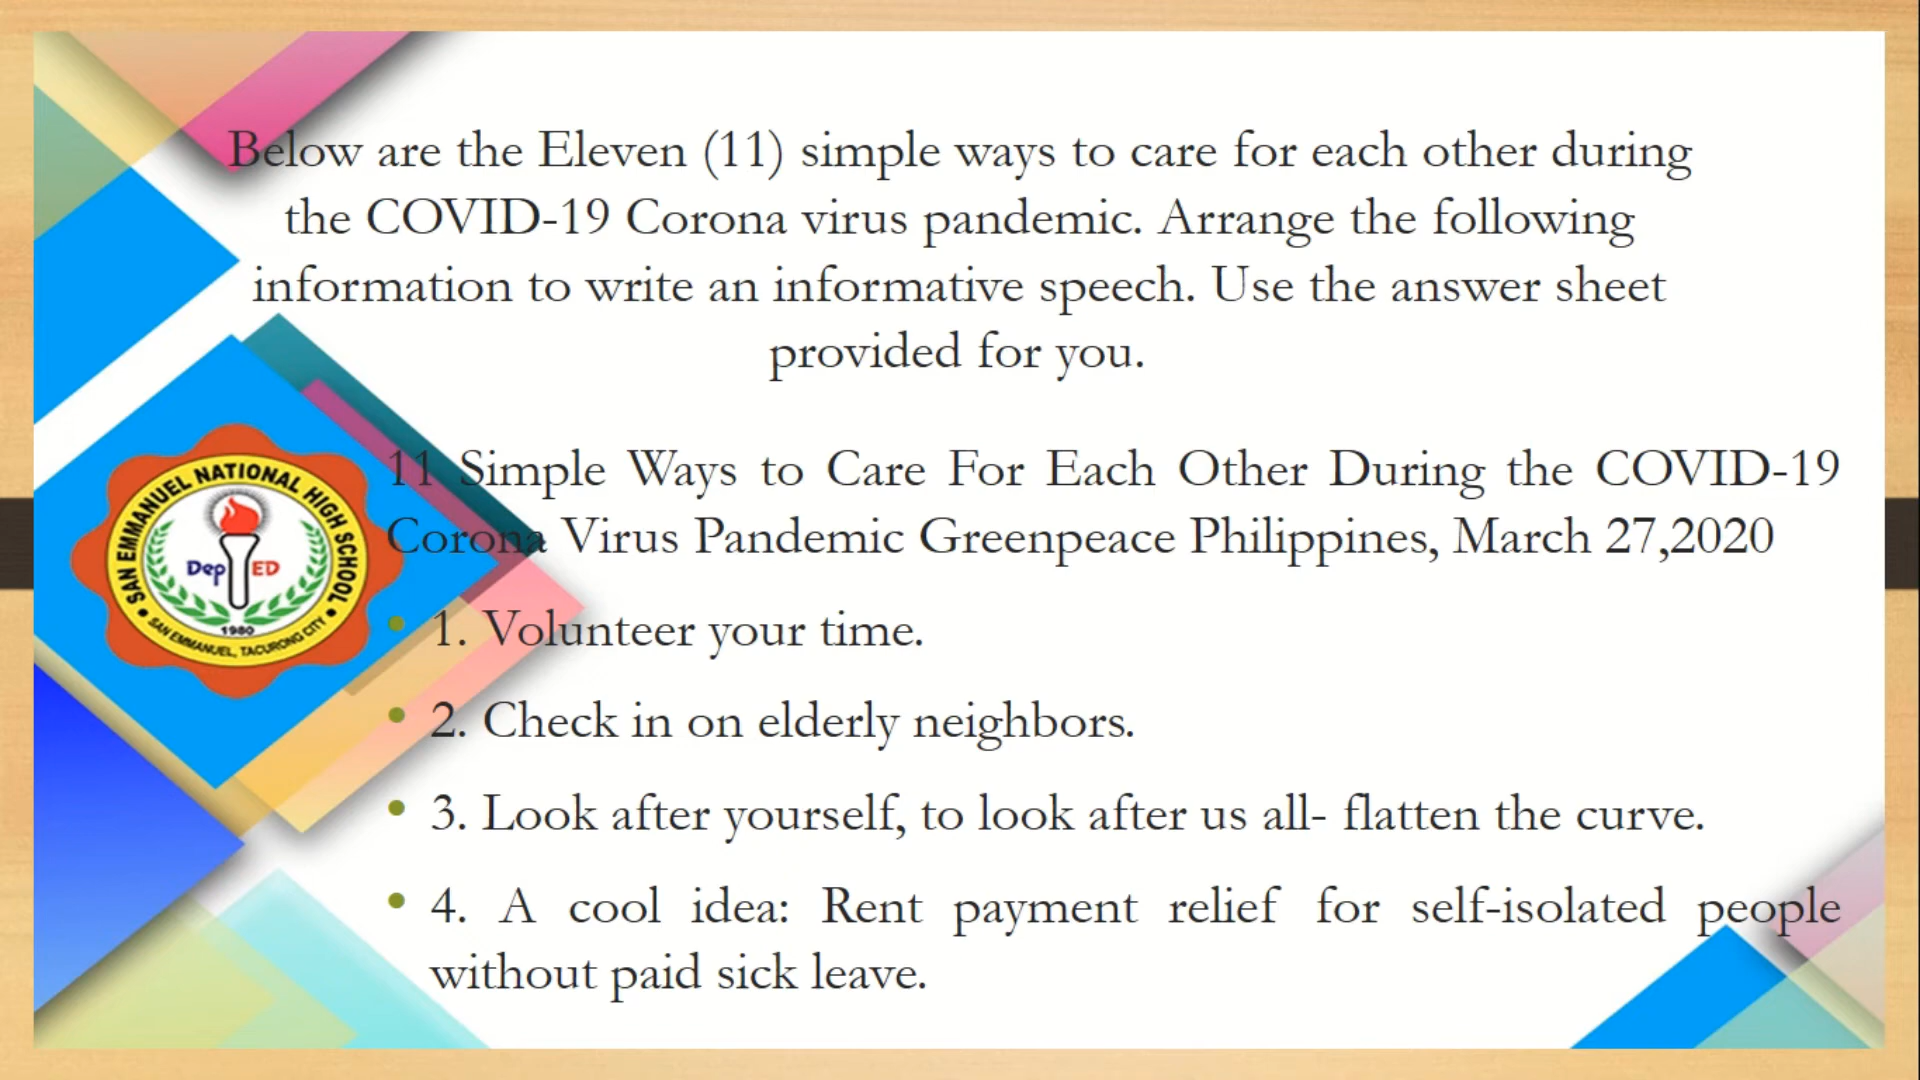 Below are the Eleven (11) simple ways to care for each other during
the COVID-19 Corona virus pandemic. Arrange the following
information to write an informative speech. Use the answer sheet
provided for you.
11 Simple Ways to Care For Each Other During the COVID-19
Corona Virus Pandemic Greenpeace Philippines, March 27,2020
SAN EMMANUEL NATIONAL HIGH SCHOOL
DepED
1980
SAN EMMANUEL, TACURONG CITY
• 1. Volunteer your time.
• 2. Check in on elderly neighbors.
• 3. Look after yourself, to look after us all- flatten the curve.
• 4. A cool idea: Rent payment relief for self-isolated people
without paid sick leave.